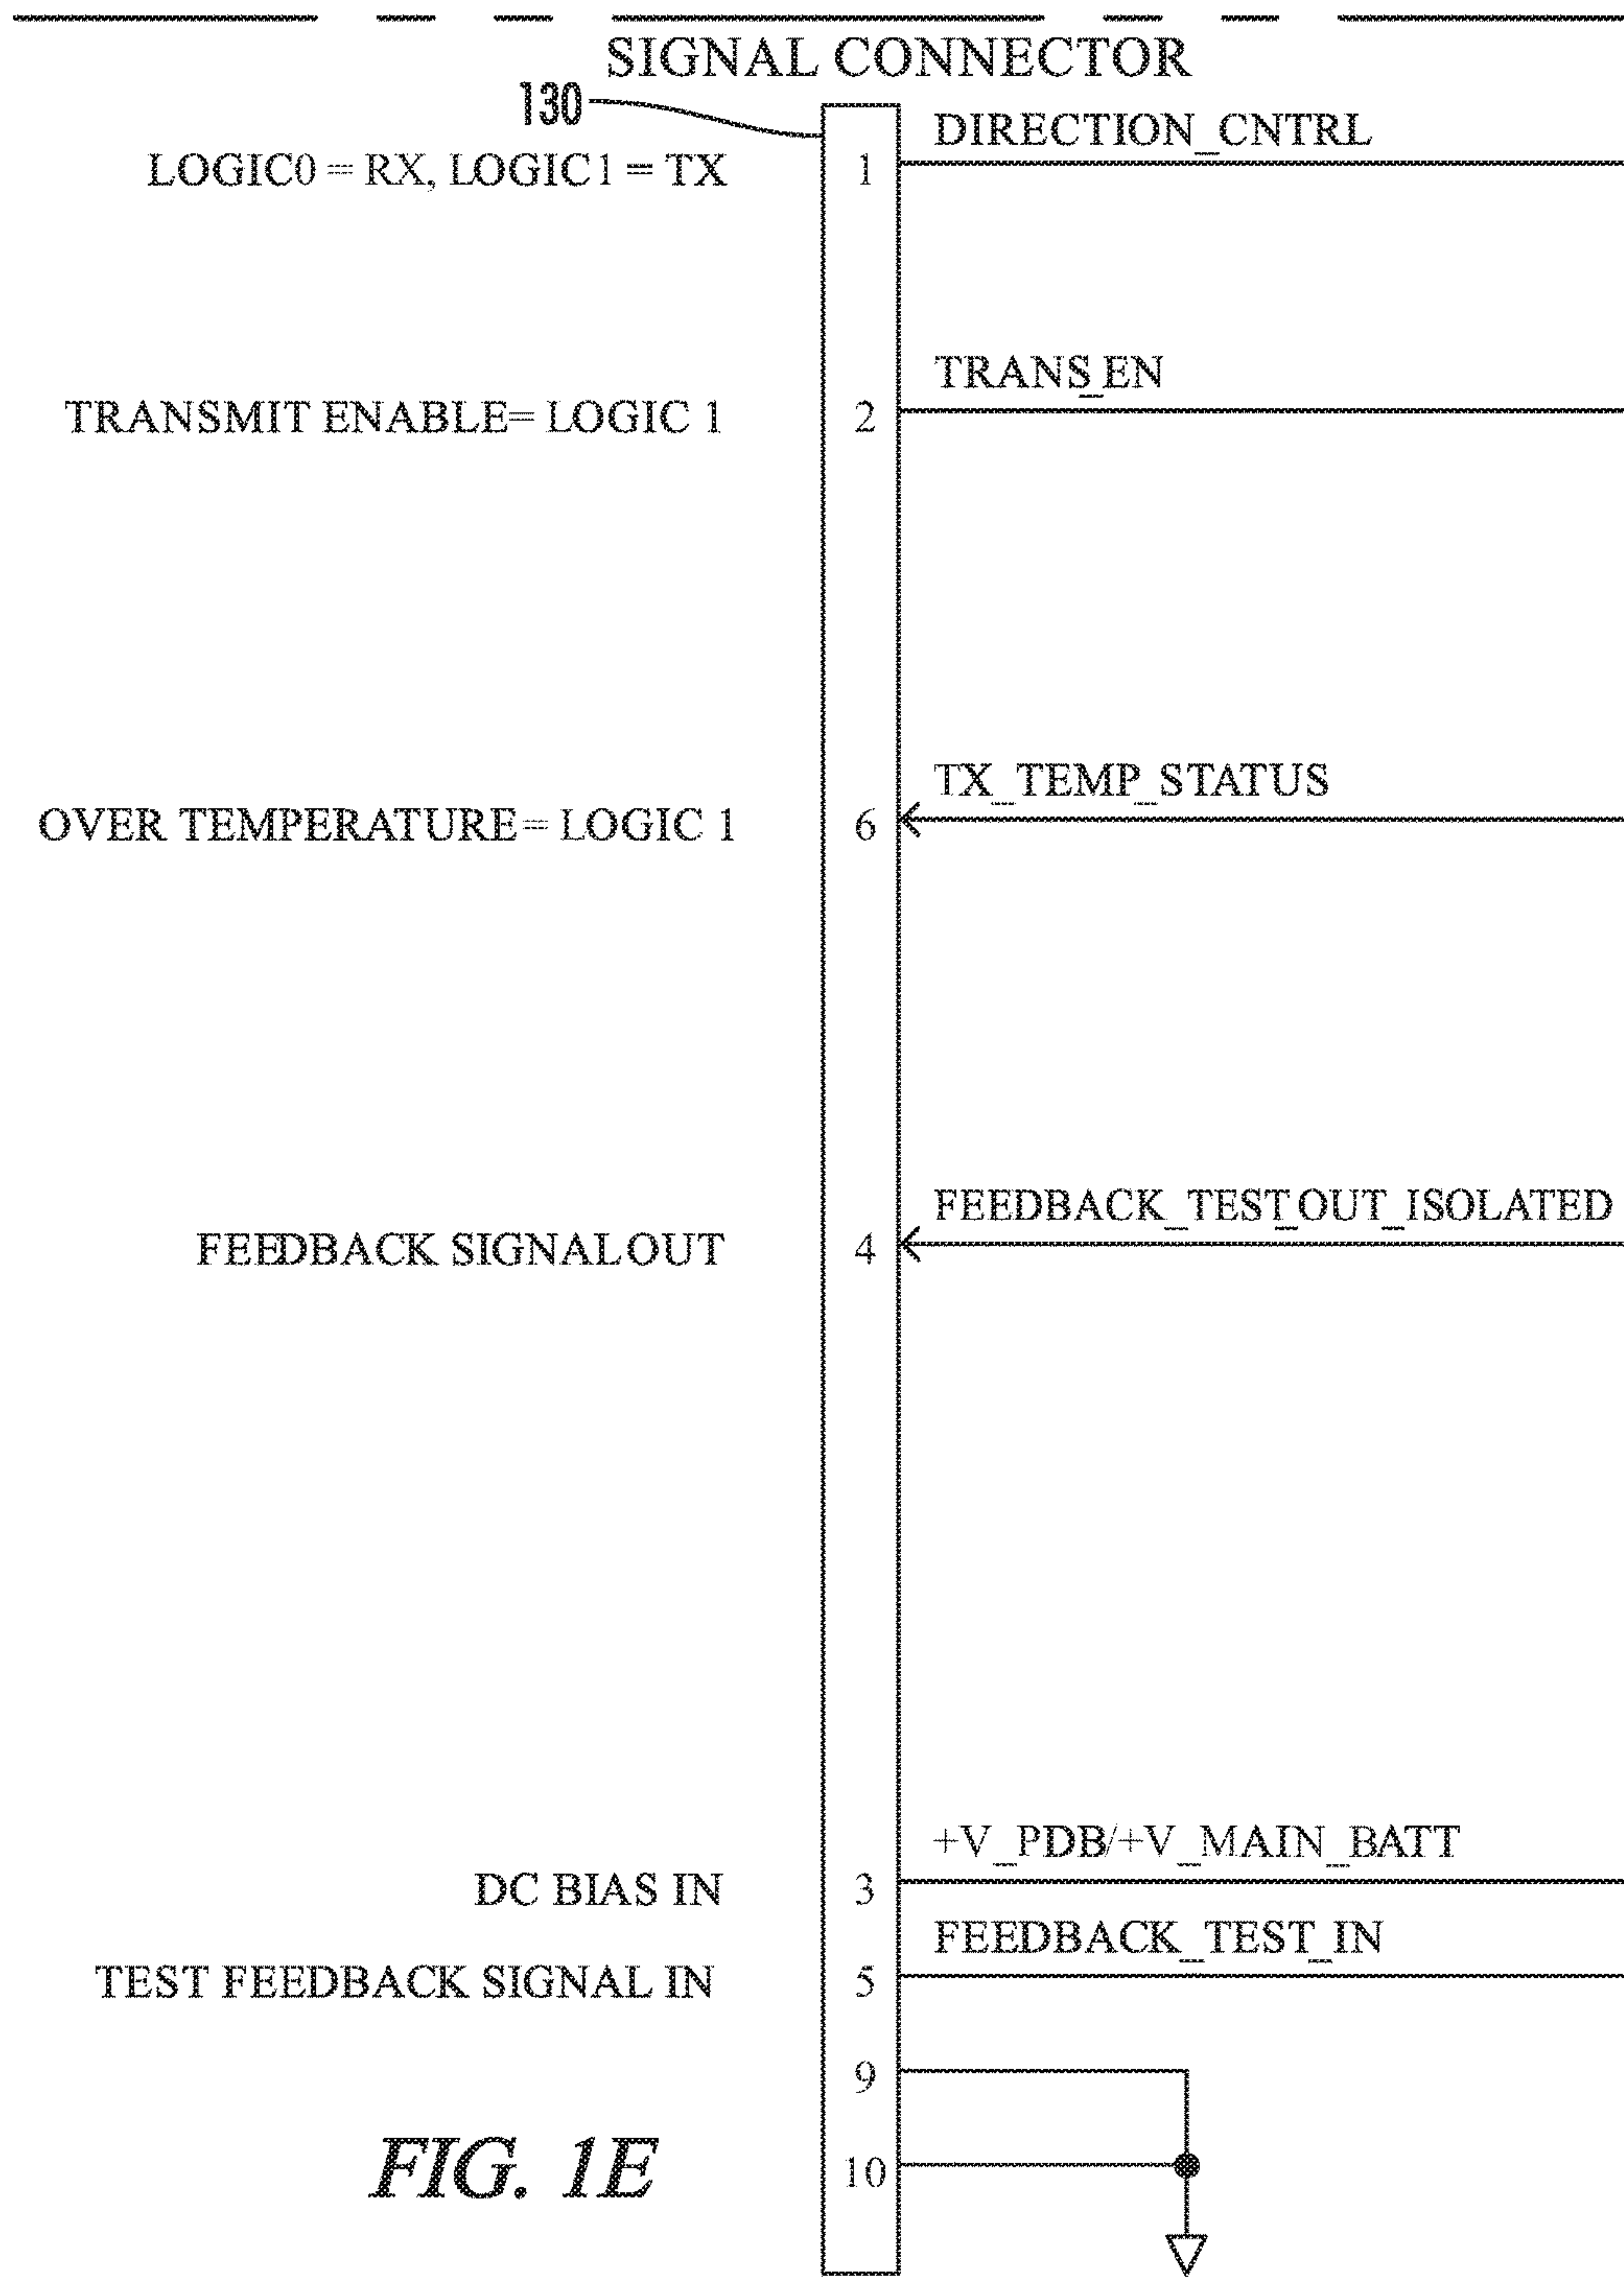 SIGNAL CONNECTOR
130
DIRECTION_CNTRL
LOGIC0 = RX, LOGIC1 = TX 1
TRANS_EN
TRANSMIT ENABLE= LOGIC 1 2
TX_TEMP_STATUS
OVER TEMPERATURE= LOGIC 1 6
FEEDBACK_TEST_OUT_ISOLATED
FEEDBACK SIGNAL OUT 4
+V_PDB/+V_MAIN_BATT
DC BIAS IN 3
FEEDBACK_TEST_IN
TEST FEEDBACK SIGNAL IN 5
9
10
FIG. 1E